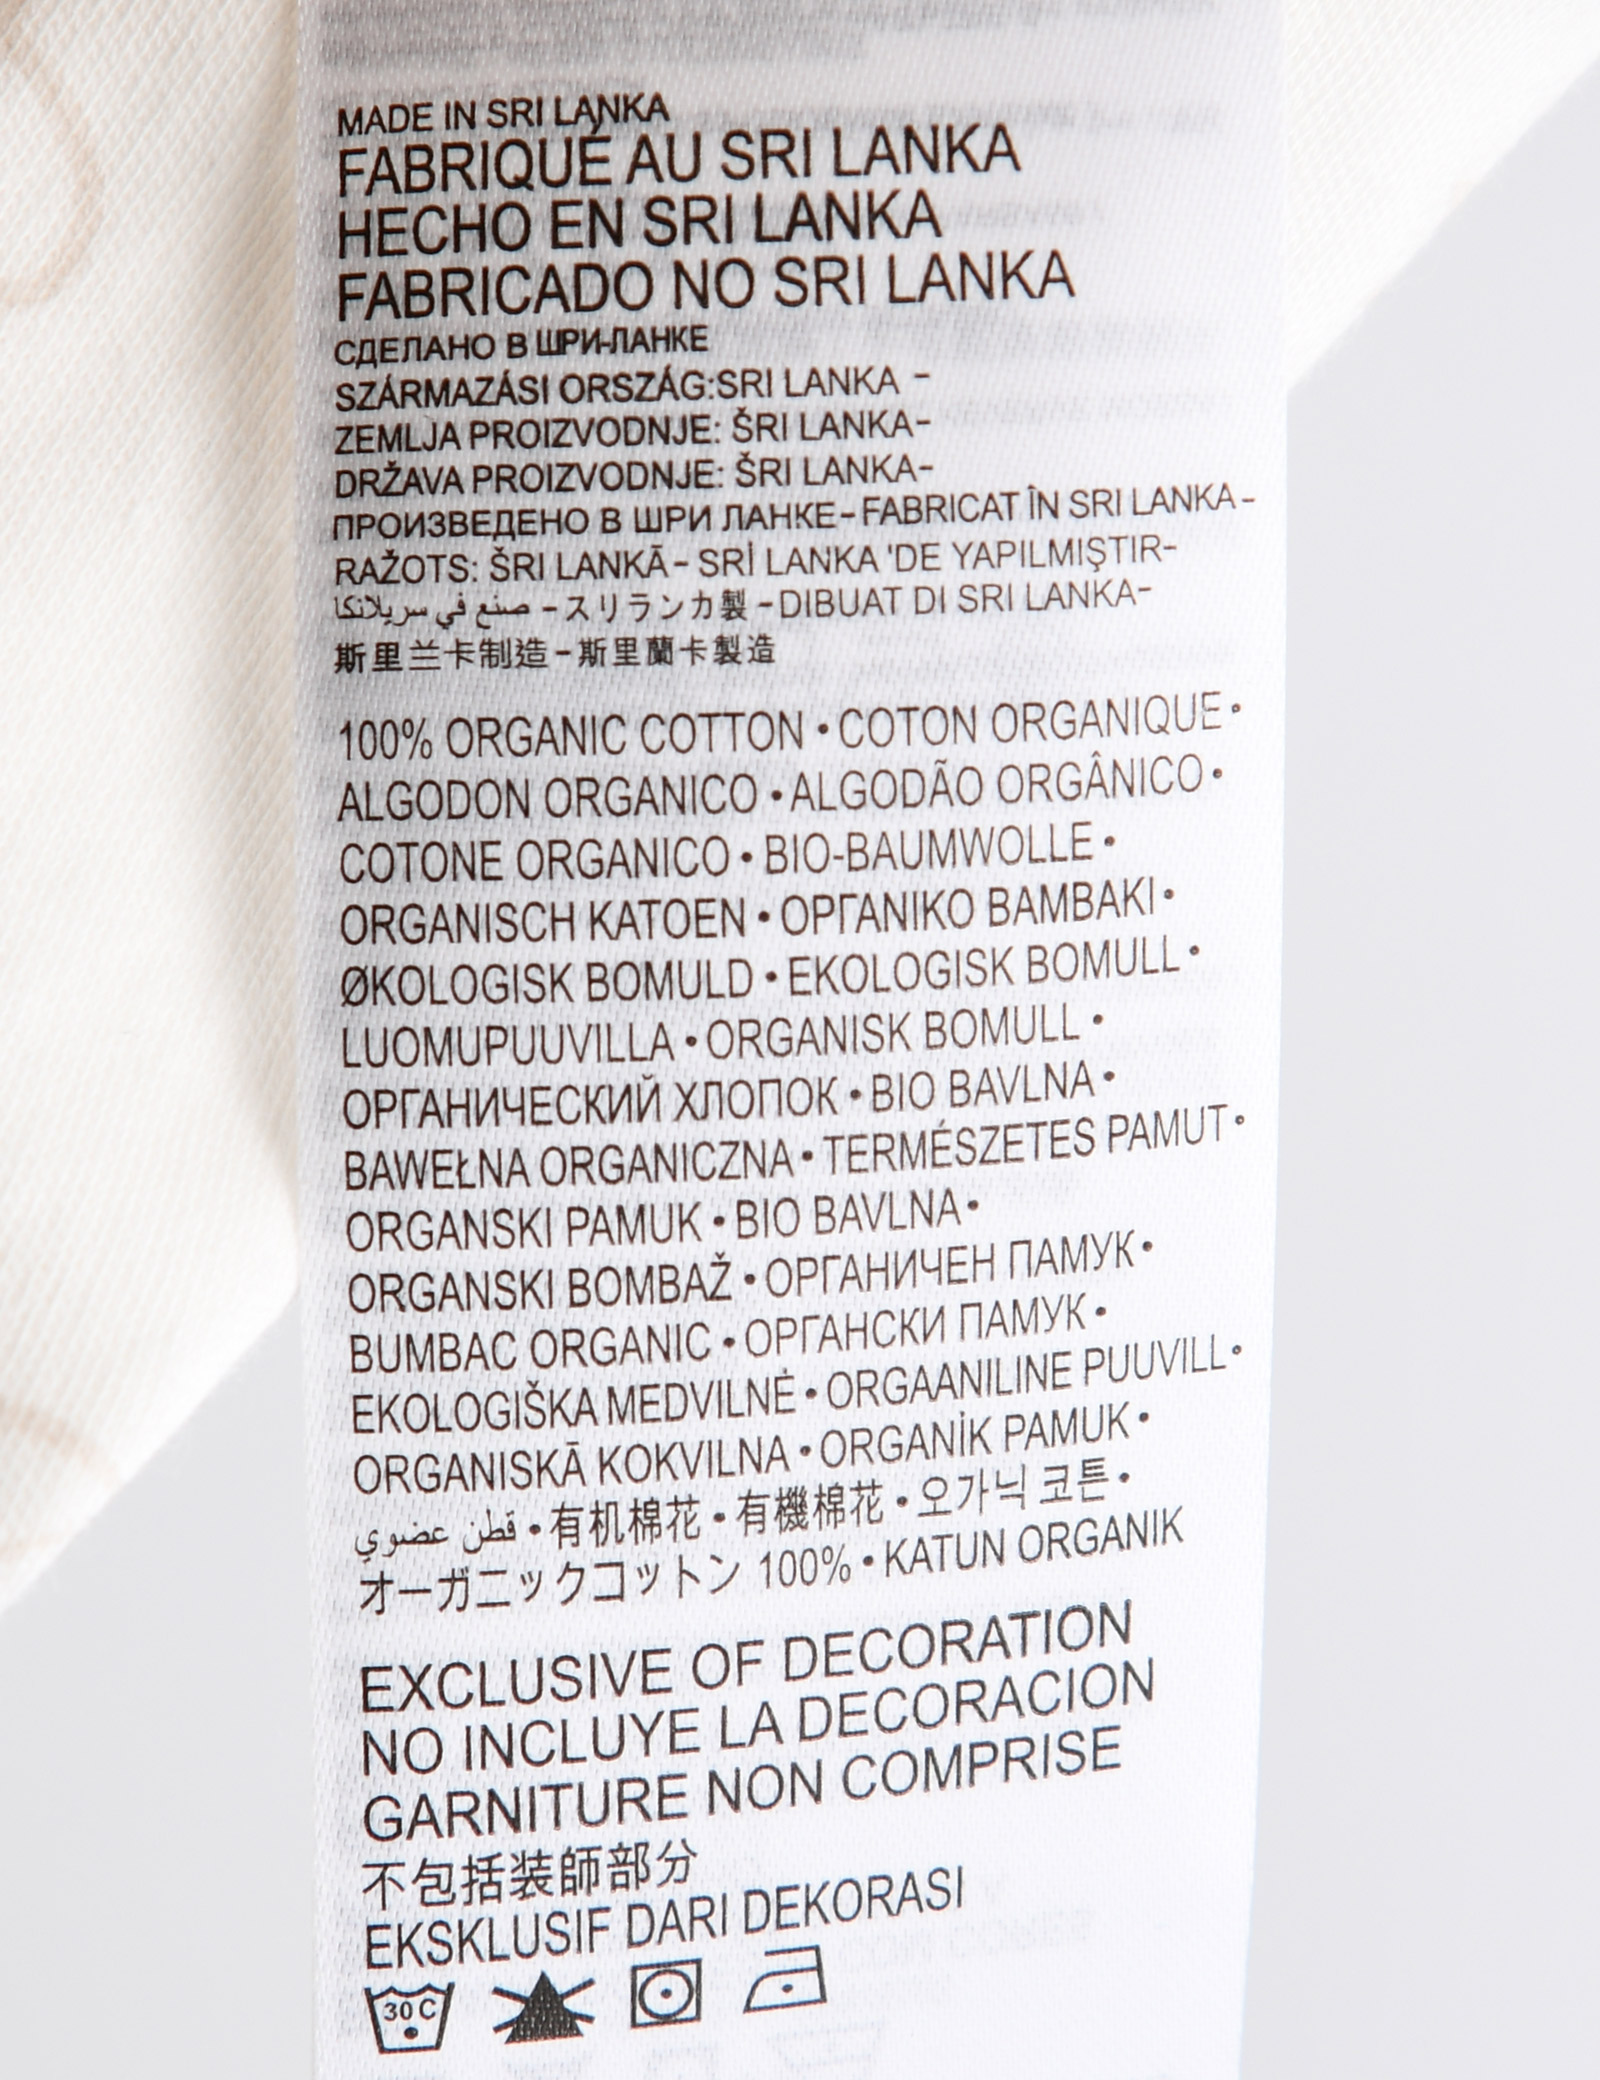 MADE IN SRI LANKA
FABRIQUÉ AU SRI LANKA
HECHO EN SRI LANKA
FABRICADO NO SRI LANKA
СДЕЛАНО В ШРИ-ЛАНКЕ
SZÁRMAZÁSI ORSZÁG:SRI LANKA -
ZEMLJA PROIZVODNJE: ŠRI LANKA-
DRŽAVA PROIZVODNJE: ŠRI LANKA-
ПРОИЗВЕДЕНО В ШРИ ЛАНКЕ-FABRICAT ÎN SRI LANKA-
RAŽOTS: ŠRI LANKĀ- SRİ LANKA 'DE YAPILMIŞTIR-
صنع في سريلانكا -スリランカ製-DIBUAT DI SRI LANKA-
斯里兰卡制造-斯里蘭卡製造
100% ORGANIC COTTON • COTON ORGANIQUE •
ALGODON ORGANICO • ALGODÃO ORGÂNICO •
COTONE ORGANICO • BIO-BAUMWOLLE •
ORGANISCH KATOEN • ΟΡΓΑΝΙΚΟ ΒΑΜΒΑΚΙ •
ØKOLOGISK BOMULD • EKOLOGISK BOMULL •
LUOMUPUUVILLA • ORGANISK BOMULL •
ОРГАНИЧЕСКИЙ ХЛОПОК • BIO BAVLNA •
BAWEŁNA ORGANICZNA • TERMÉSZETES PAMUT •
ORGANSKI PAMUK • BIO BAVLNA •
ORGANSKI BOMBAŽ • ОРГАНИЧЕН ПАМУК •
BUMBAC ORGANIC • ОРГАНСКИ ПАМУК •
EKOLOGIŠKA MEDVILNĖ • ORGAANILINE PUUVILL •
ORGANISKĀ KOKVILNA • ORGANİK PAMUK •
قطن عضوي • 有机棉花 • 有機棉花 • 오가닉 코튼 •
オーガニックコットン 100% • KATUN ORGANIK
EXCLUSIVE OF DECORATION
NO INCLUYE LA DECORACION
GARNITURE NON COMPRISE
不包括装師部分
EKSKLUSIF DARI DEKORASI
30 C